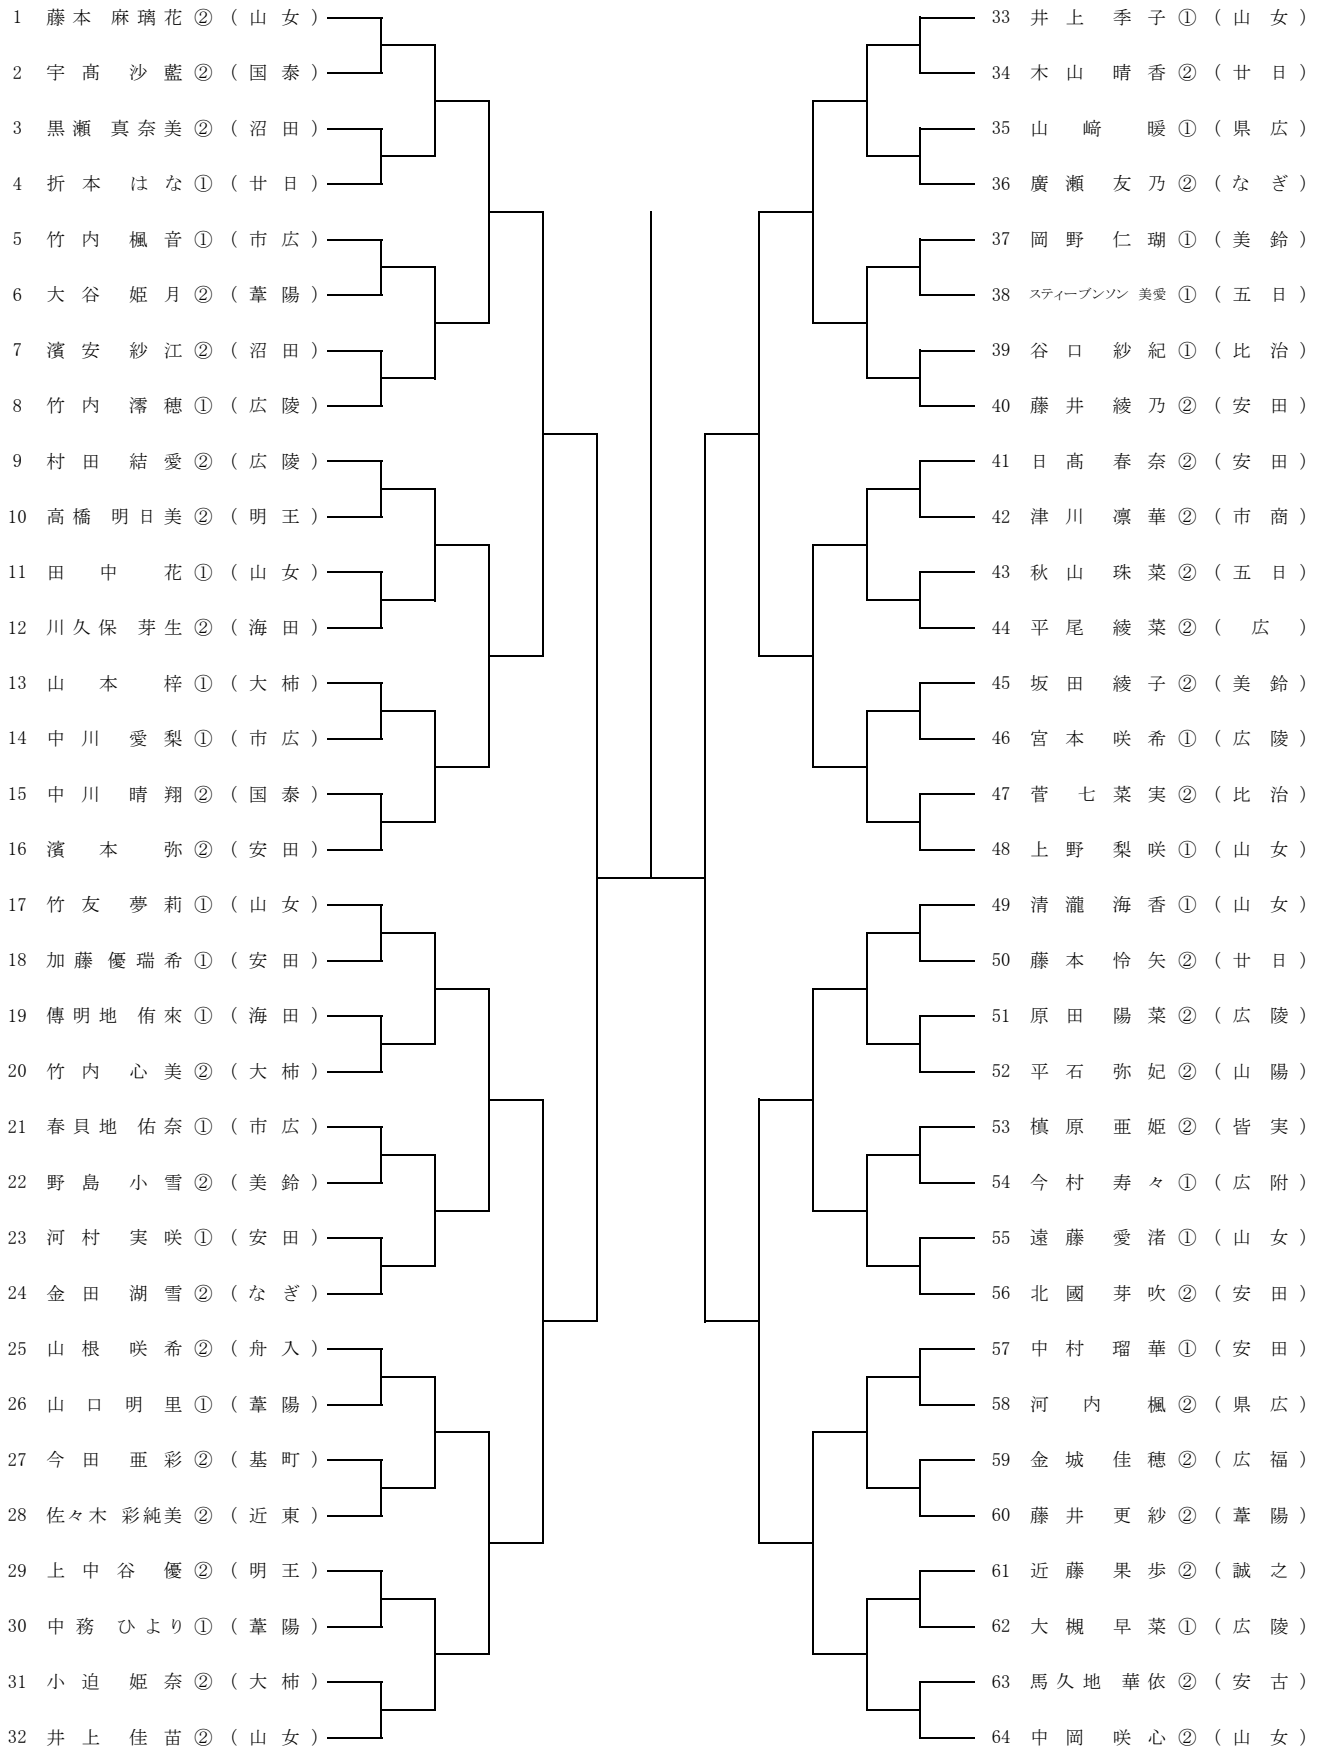 1 藤本 麻璃花 ② (山女)
2 宇髙 沙藍 ② (国泰)
3 黒瀬 真奈美 ② (沼田)
4 折本 はな ① (廿日)
5 竹内 楓音 ① (市広)
6 大谷 姫月 ② (葦陽)
7 濱安 紗江 ② (沼田)
8 竹内 澪穂 ① (広陵)
9 村田 結愛 ② (広陵)
10 高橋 明日美 ② (明王)
11 田中 花 ① (山女)
12 川久保 芽生 ② (海田)
13 山本 梓 ① (大柿)
14 中川 愛梨 ① (市広)
15 中川 晴翔 ② (国泰)
16 濱本 弥 ② (安田)
17 竹友 夢莉 ① (山女)
18 加藤 優瑞希 ① (安田)
19 傳明地 侑來 ① (海田)
20 竹内 心美 ② (大柿)
21 春貝地 佑奈 ① (市広)
22 野島 小雪 ② (美鈴)
23 河村 実咲 ① (安田)
24 金田 湖雪 ② (なぎ)
25 山根 咲希 ② (舟入)
26 山口 明里 ① (葦陽)
27 今田 亜彩 ② (基町)
28 佐々木 彩純美 ② (近東)
29 上中谷 優 ② (明王)
30 中務 ひより ① (葦陽)
31 小迫 姫奈 ② (大柿)
32 井上 佳苗 ② (山女)
33 井上 季子 ① (山女)
34 木山 晴香 ② (廿日)
35 山﨑 暖 ① (県広)
36 廣瀬 友乃 ② (なぎ)
37 岡野 仁瑚 ① (美鈴)
38 スティーブンソン 美愛 ① (五日)
39 谷口 紗紀 ① (比治)
40 藤井 綾乃 ② (安田)
41 日髙 春奈 ② (安田)
42 津川 凛華 ② (市商)
43 秋山 珠菜 ② (五日)
44 平尾 綾菜 ② (広)
45 坂田 綾子 ② (美鈴)
46 宮本 咲希 ① (広陵)
47 菅 七菜実 ② (比治)
48 上野 梨咲 ① (山女)
49 清瀧 海香 ① (山女)
50 藤本 怜矢 ② (廿日)
51 原田 陽菜 ② (広陵)
52 平石 弥妃 ② (山陽)
53 槙原 亜姫 ② (皆実)
54 今村 寿々 ① (広附)
55 遠藤 愛渚 ① (山女)
56 北國 芽吹 ② (安田)
57 中村 瑠華 ① (安田)
58 河内 楓 ② (県広)
59 金城 佳穂 ② (広福)
60 藤井 更紗 ② (葦陽)
61 近藤 果歩 ② (誠之)
62 大槻 早菜 ① (広陵)
63 馬久地 華依 ② (安古)
64 中岡 咲心 ② (山女)